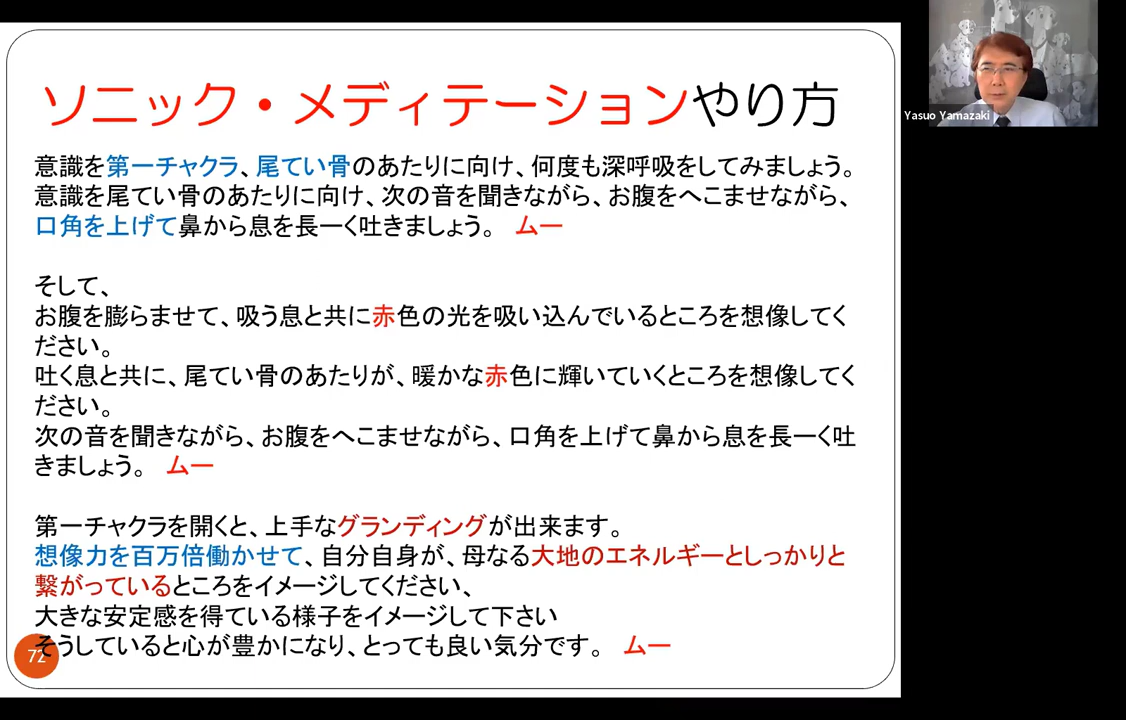 ソニック・メディテーションやり方
Yasuo Yamazaki
意識を第一チャクラ、尾てい骨のあたりに向け、何度も深呼吸をしてみましょう。
意識を尾てい骨のあたりに向け、次の音を聞きながら、お腹をへこませながら、
口角を上げて鼻から息を長ーく吐きましょう。 ムー
そして、
お腹を膨らませて、吸う息と共に赤色の光を吸い込んでいるところを想像してく
ださい。
吐く息と共に、尾てい骨のあたりが、暖かな赤色に輝いていくところを想像してく
ださい。
次の音を聞きながら、お腹をへこませながら、口角を上げて鼻から息を長ーく吐
きましょう。 ムー
第一チャクラを開くと、上手なグランディングが出来ます。
想像力を百万倍働かせて、自分自身が、母なる大地のエネルギーとしっかりと
繋がっているところをイメージしてください、
大きな安定感を得ている様子をイメージして下さい
そうしていると心が豊かになり、とっても良い気分です。 ムー
72